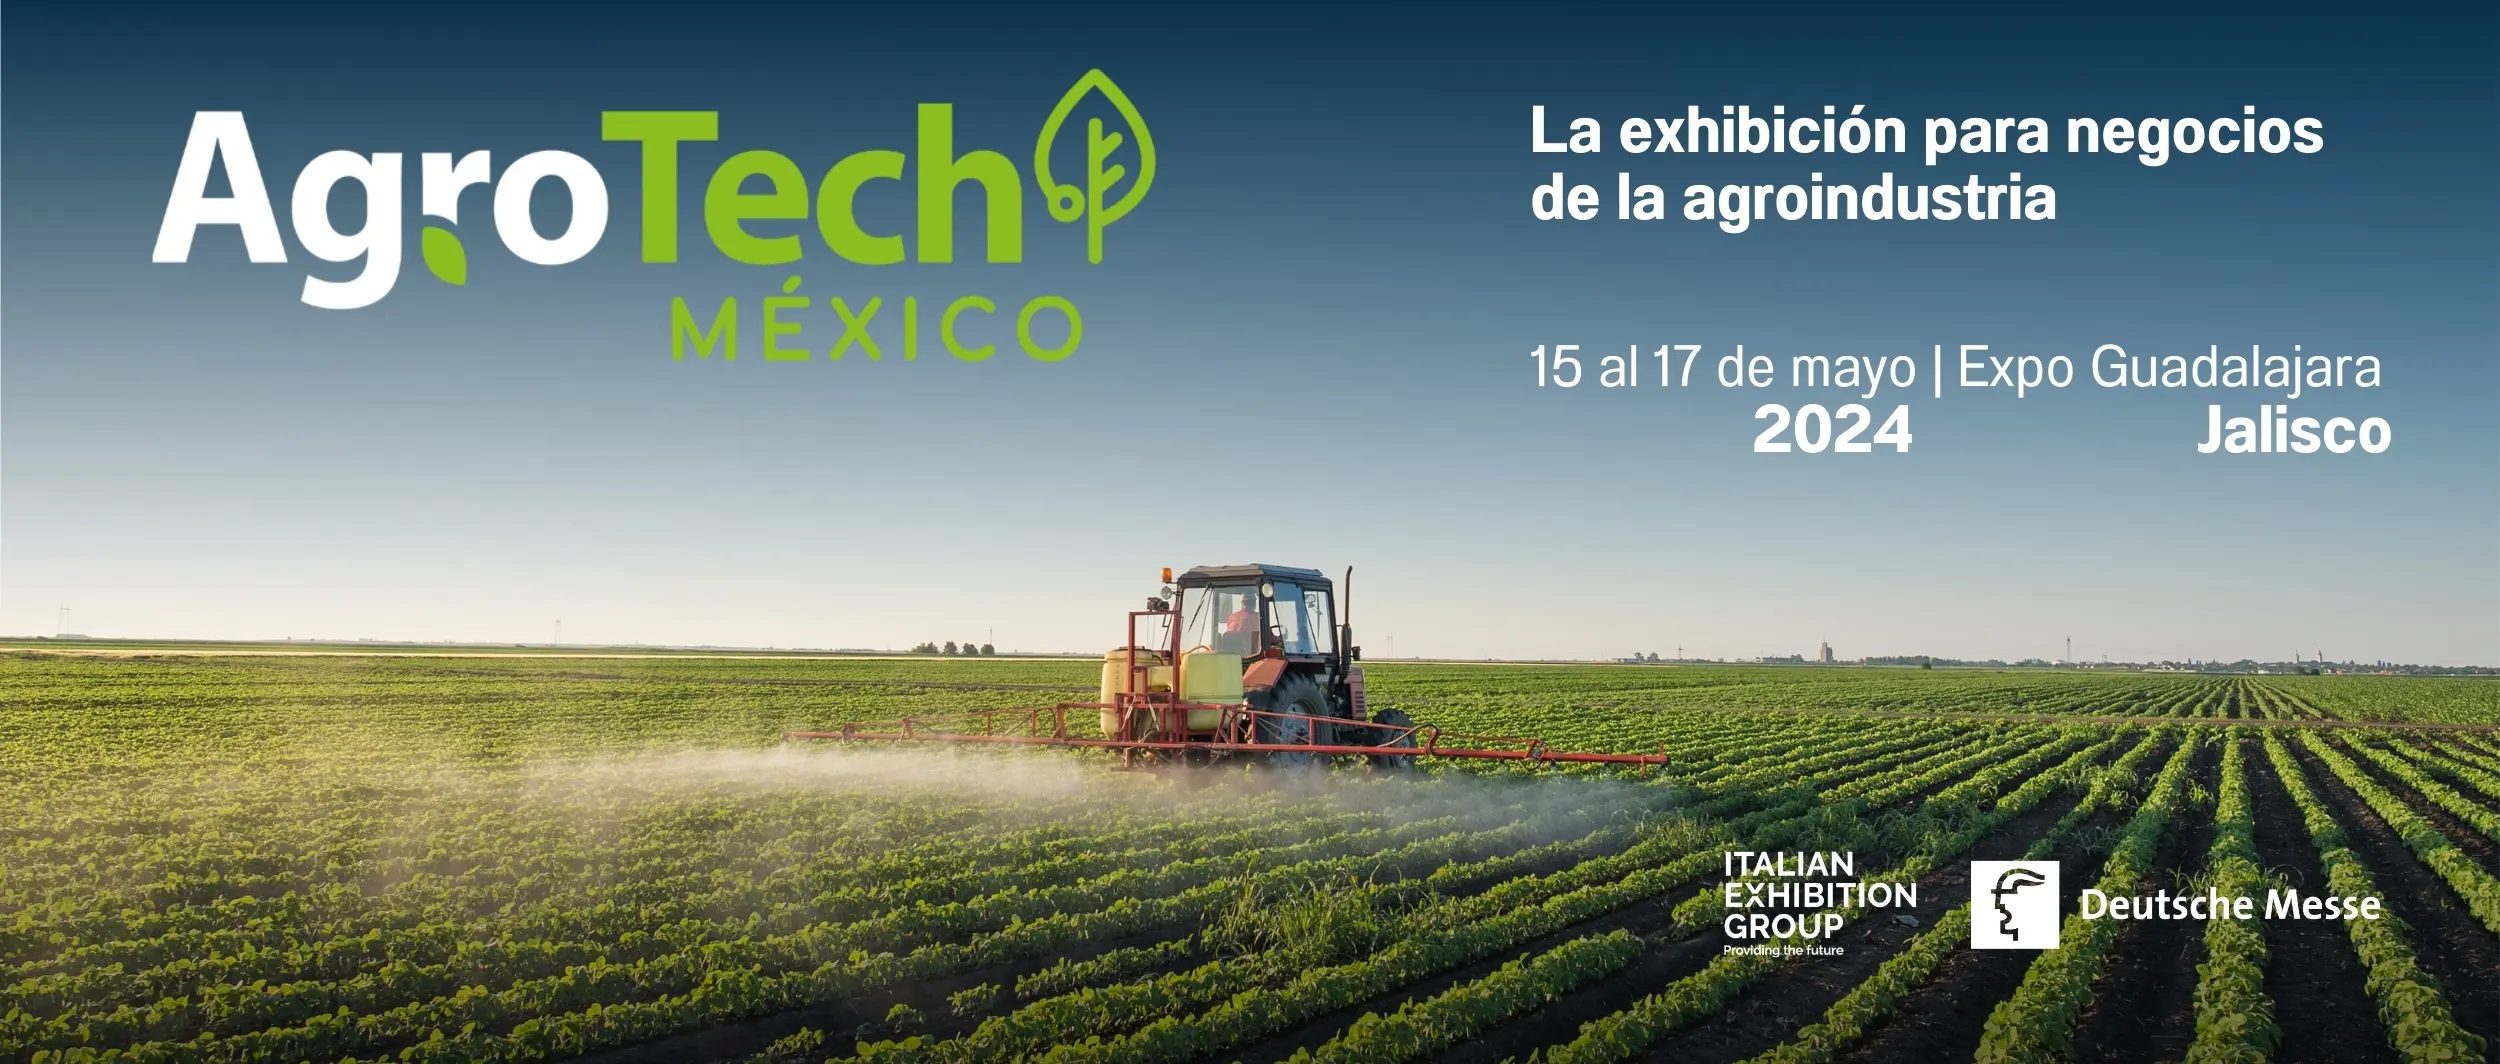 AgroTech
MÉXICO
La exhibición para negocios
de la agroindustria
15 al 17 de mayo | Expo Guadalajara
2024 Jalisco
ITALIAN
EXHIBITION
GROUP
Providing the future
Deutsche Messe